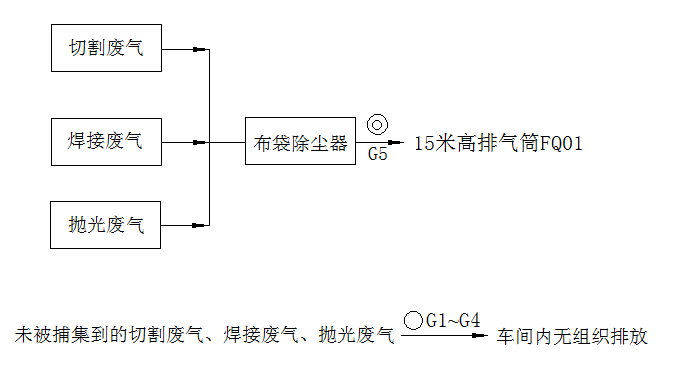 切割废气
焊接废气
布袋除尘器
G5
15米高排气筒FQ01
抛光废气
未被捕集到的切割废气、焊接废气、抛光废气
G1~G4
车间内无组织排放